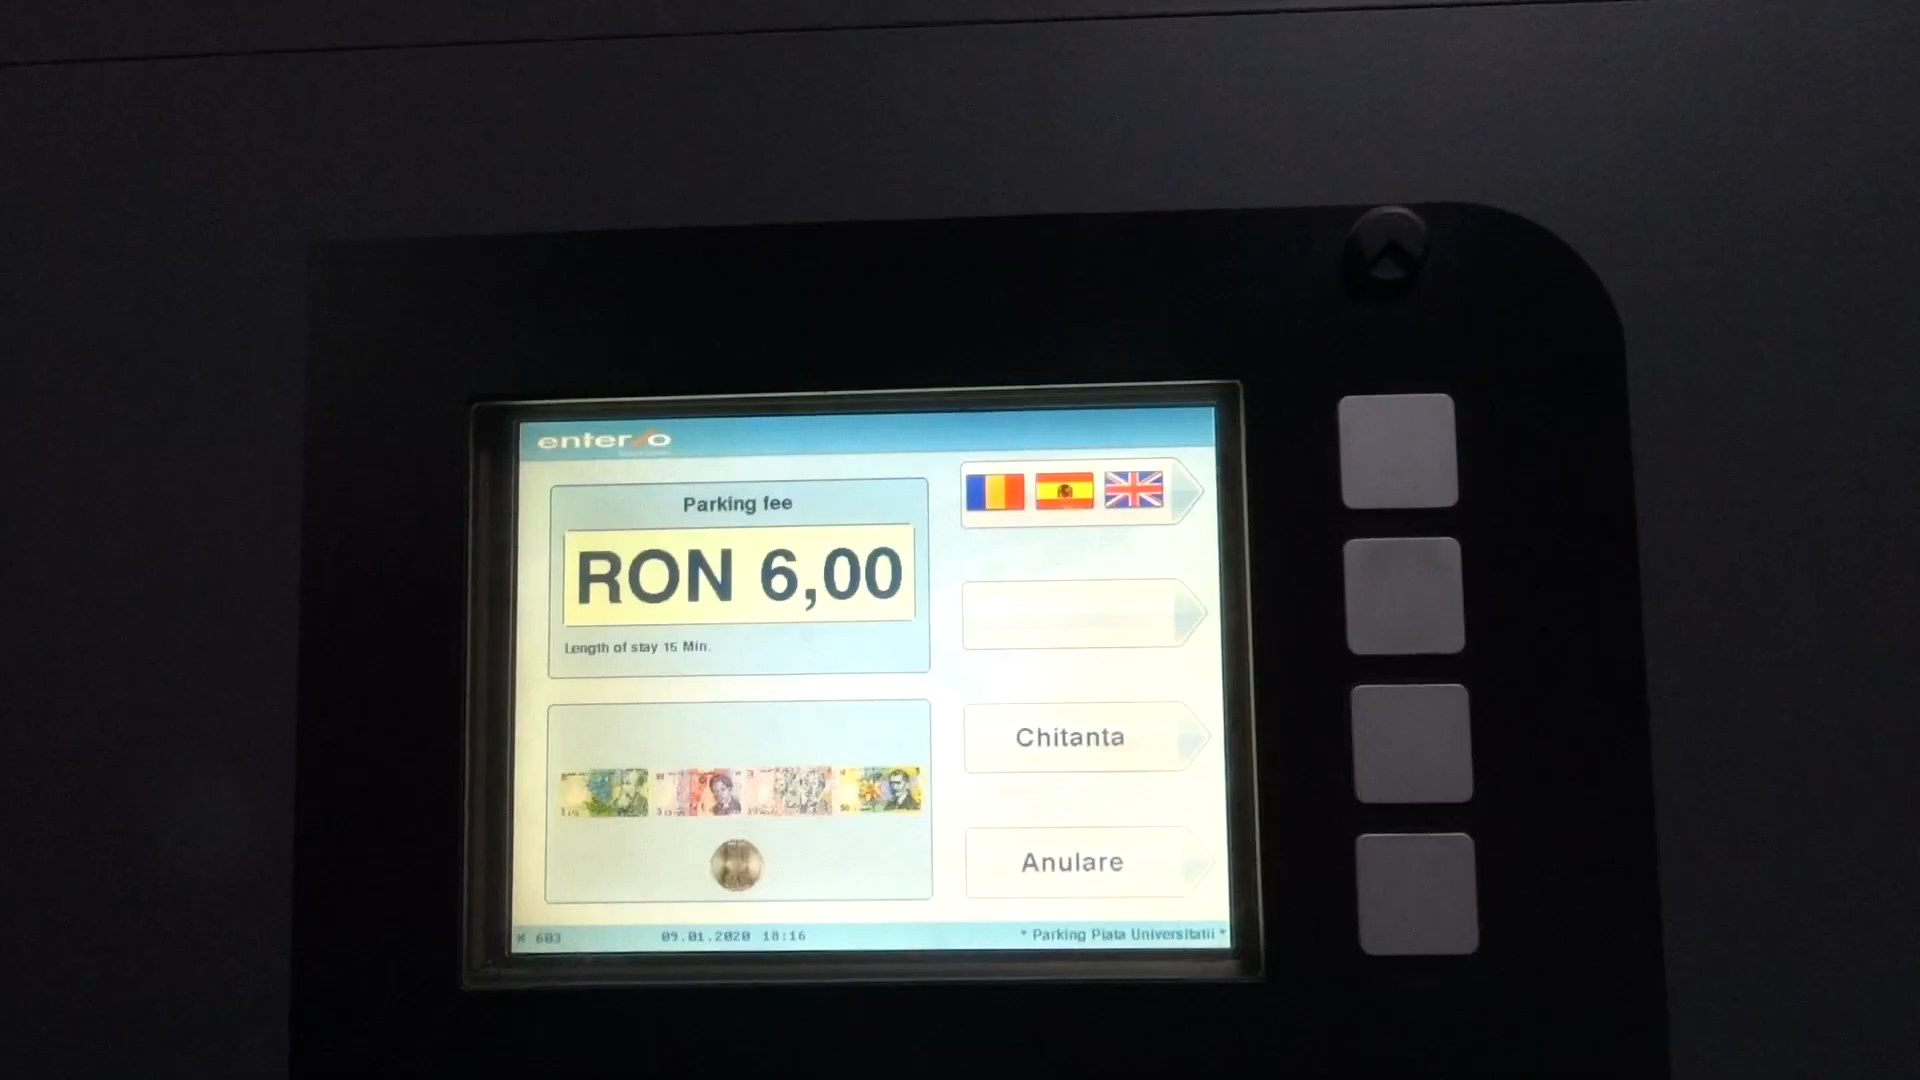 enter/o
Parking fee
RON 6,00
Length of stay 15 Min.
Chitanta
Anulare
M 603
09.01.2020 18:16
* Parking Piata Universitatii *